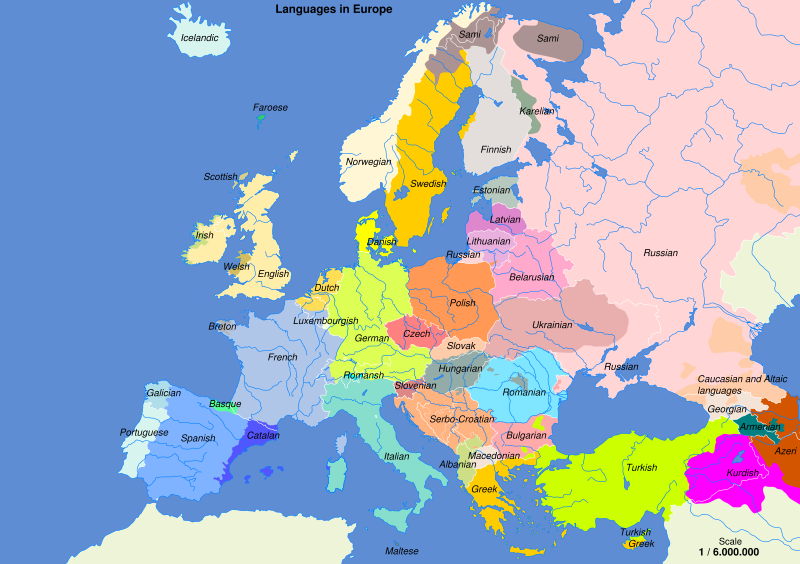 Languages in Europe
Icelandic
Sami
Sami
Faroese
Karelian
Finnish
Norwegian
Scottish
Swedish
Estonian
Latvian
Irish
Danish
Lithuanian
Russian
Russian
Welsh
English
Belarusian
Dutch
Polish
Luxembourgish
Breton
Ukrainian
Czech
German
Slovak
French
Hungarian
Russian
Romansh
Caucasian and Altaic
languages
Slovenian
Romanian
Galician
Basque
Georgian
Serbo-Croatian
Portuguese
Spanish
Catalan
Bulgarian
Armenian
Italian
Macedonian
Azeri
Albanian
Turkish
Kurdish
Greek
Turkish
Greek
Maltese
Scale
1 / 6.000.000